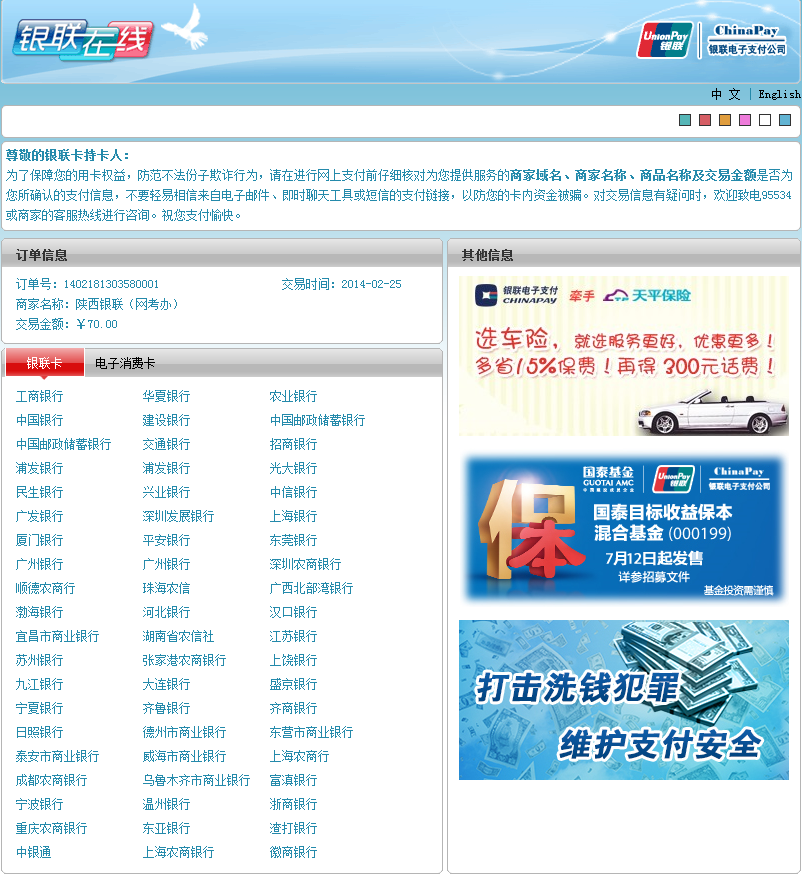 银联在线
UnionPay
银联
ChinaPay
银联电子支付公司
中 文 | English
尊敬的银联卡持卡人：
为了保障您的用卡权益，防范不法份子欺诈行为，请在进行网上支付前仔细核对为您提供服务的商家域名、商家名称、商品名称及交易金额是否为
您所确认的支付信息，不要轻易相信来自电子邮件、即时聊天工具或短信的支付链接，以防您的卡内资金被骗。对交易信息有疑问时，欢迎致电95534
或商家的客服热线进行咨询。祝您支付愉快。
订单信息
订单号：1402181303580001 交易时间：2014-02-25
商家名称：陕西银联（网考办）
交易金额：￥70.00
银联卡 电子消费卡
工商银行 华夏银行 农业银行
中国银行 建设银行 中国邮政储蓄银行
中国邮政储蓄银行 交通银行 招商银行
浦发银行 浦发银行 光大银行
民生银行 兴业银行 中信银行
广发银行 深圳发展银行 上海银行
厦门银行 平安银行 东莞银行
广州银行 广州银行 深圳农商银行
顺德农商行 珠海农信 广西北部湾银行
渤海银行 河北银行 汉口银行
宜昌市商业银行 湖南省农信社 江苏银行
苏州银行 张家港农商银行 上饶银行
九江银行 大连银行 盛京银行
宁夏银行 齐鲁银行 齐商银行
日照银行 德州市商业银行 东营市商业银行
泰安市商业银行 威海市商业银行 上海农商行
成都农商银行 乌鲁木齐市商业银行 富滇银行
宁波银行 温州银行 浙商银行
重庆农商银行 东亚银行 渣打银行
中银通 上海农商银行 徽商银行
其他信息
银联电子支付
CHINAPAY
牵手
天平保险
选车险，就选服务更好，优惠更多！
多省15%保费！再得 300元话费！
保本
国泰基金
GUOTAI AMC
UnionPay
银联
ChinaPay
银联电子支付公司
国泰目标收益保本
混合基金 (000199)
7月12日起发售
详参招募文件
基金投资需谨慎
打击洗钱犯罪
维护支付安全